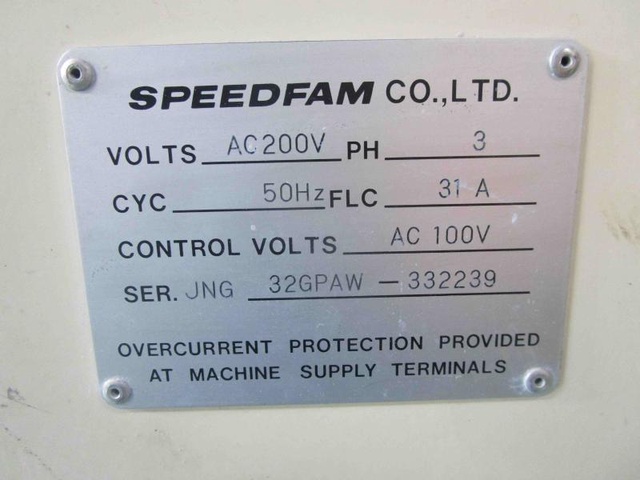 SPEEDFAM CO.,LTD.
VOLTS AC200V PH 3
CYC 50Hz FLC 31 A
CONTROL VOLTS AC 100V
SER. JNG 32GPAW - 332239
OVERCURRENT PROTECTION PROVIDED
AT MACHINE SUPPLY TERMINALS